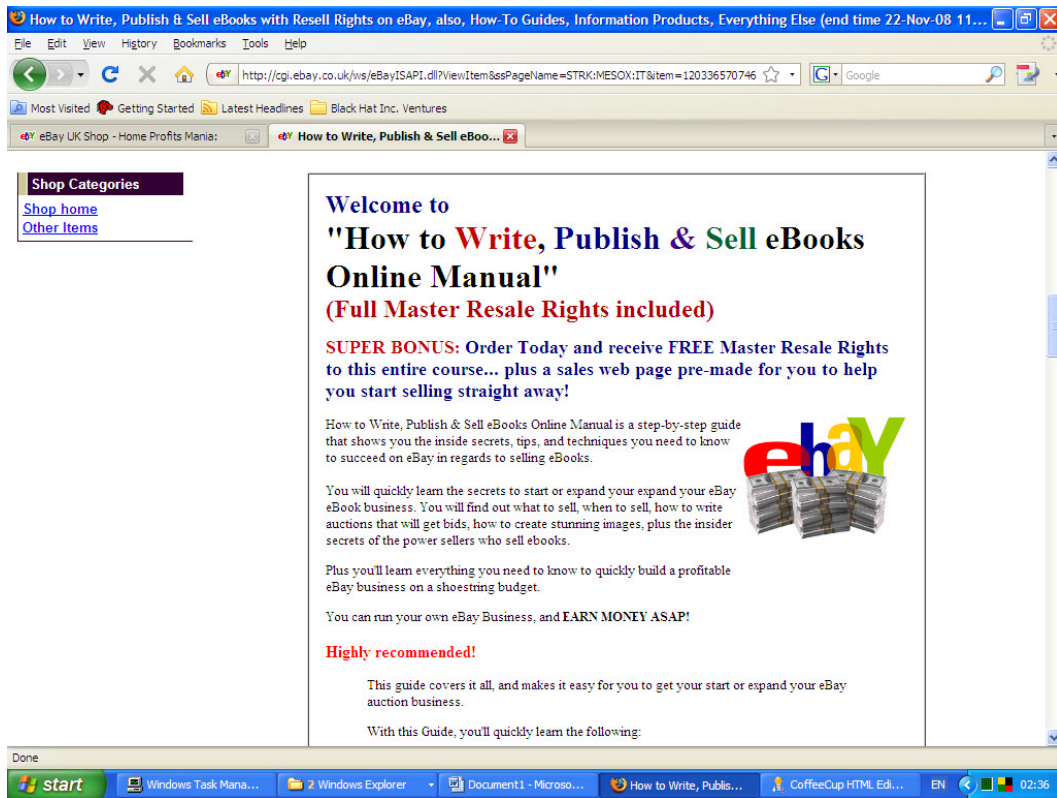 How to Write, Publish & Sell eBooks with Resell Rights on eBay, also, How-To Guides, Information Products, Everything Else (end time 22-Nov-08 11...
File Edit View History Bookmarks Tools Help
http://cgi.ebay.co.uk/ws/eBayISAPI.dll?ViewItem&ssPageName=STRK:MESOX:IT&item=120336570746
Google
Most Visited Getting Started Latest Headlines Black Hat Inc. Ventures
eBay UK Shop - Home Profits Mania: How to Write, Publish & Sell eBoo...
Shop Categories
Shop home
Other Items
Welcome to
"How to Write, Publish & Sell eBooks
Online Manual"
(Full Master Resale Rights included)
SUPER BONUS: Order Today and receive FREE Master Resale Rights
to this entire course... plus a sales web page pre-made for you to help
you start selling straight away!
How to Write, Publish & Sell eBooks Online Manual is a step-by-step guide
that shows you the inside secrets, tips, and techniques you need to know
to succeed on eBay in regards to selling eBooks.
ebaY
You will quickly learn the secrets to start or expand your expand your eBay
eBook business. You will find out what to sell, when to sell, how to write
auctions that will get bids, how to create stunning images, plus the insider
secrets of the power sellers who sell ebooks.
Plus you'll learn everything you need to know to quickly build a profitable
eBay business on a shoestring budget.
You can run your own eBay Business, and EARN MONEY ASAP!
Highly recommended!
This guide covers it all, and makes it easy for you to get your start or expand your eBay
auction business.
With this Guide, you'll quickly learn the following:
Done
start Windows Task Mana... 2 Windows Explorer Document1 - Microso... How to Write, Publis... CoffeeCup HTML Edi... EN 02:36